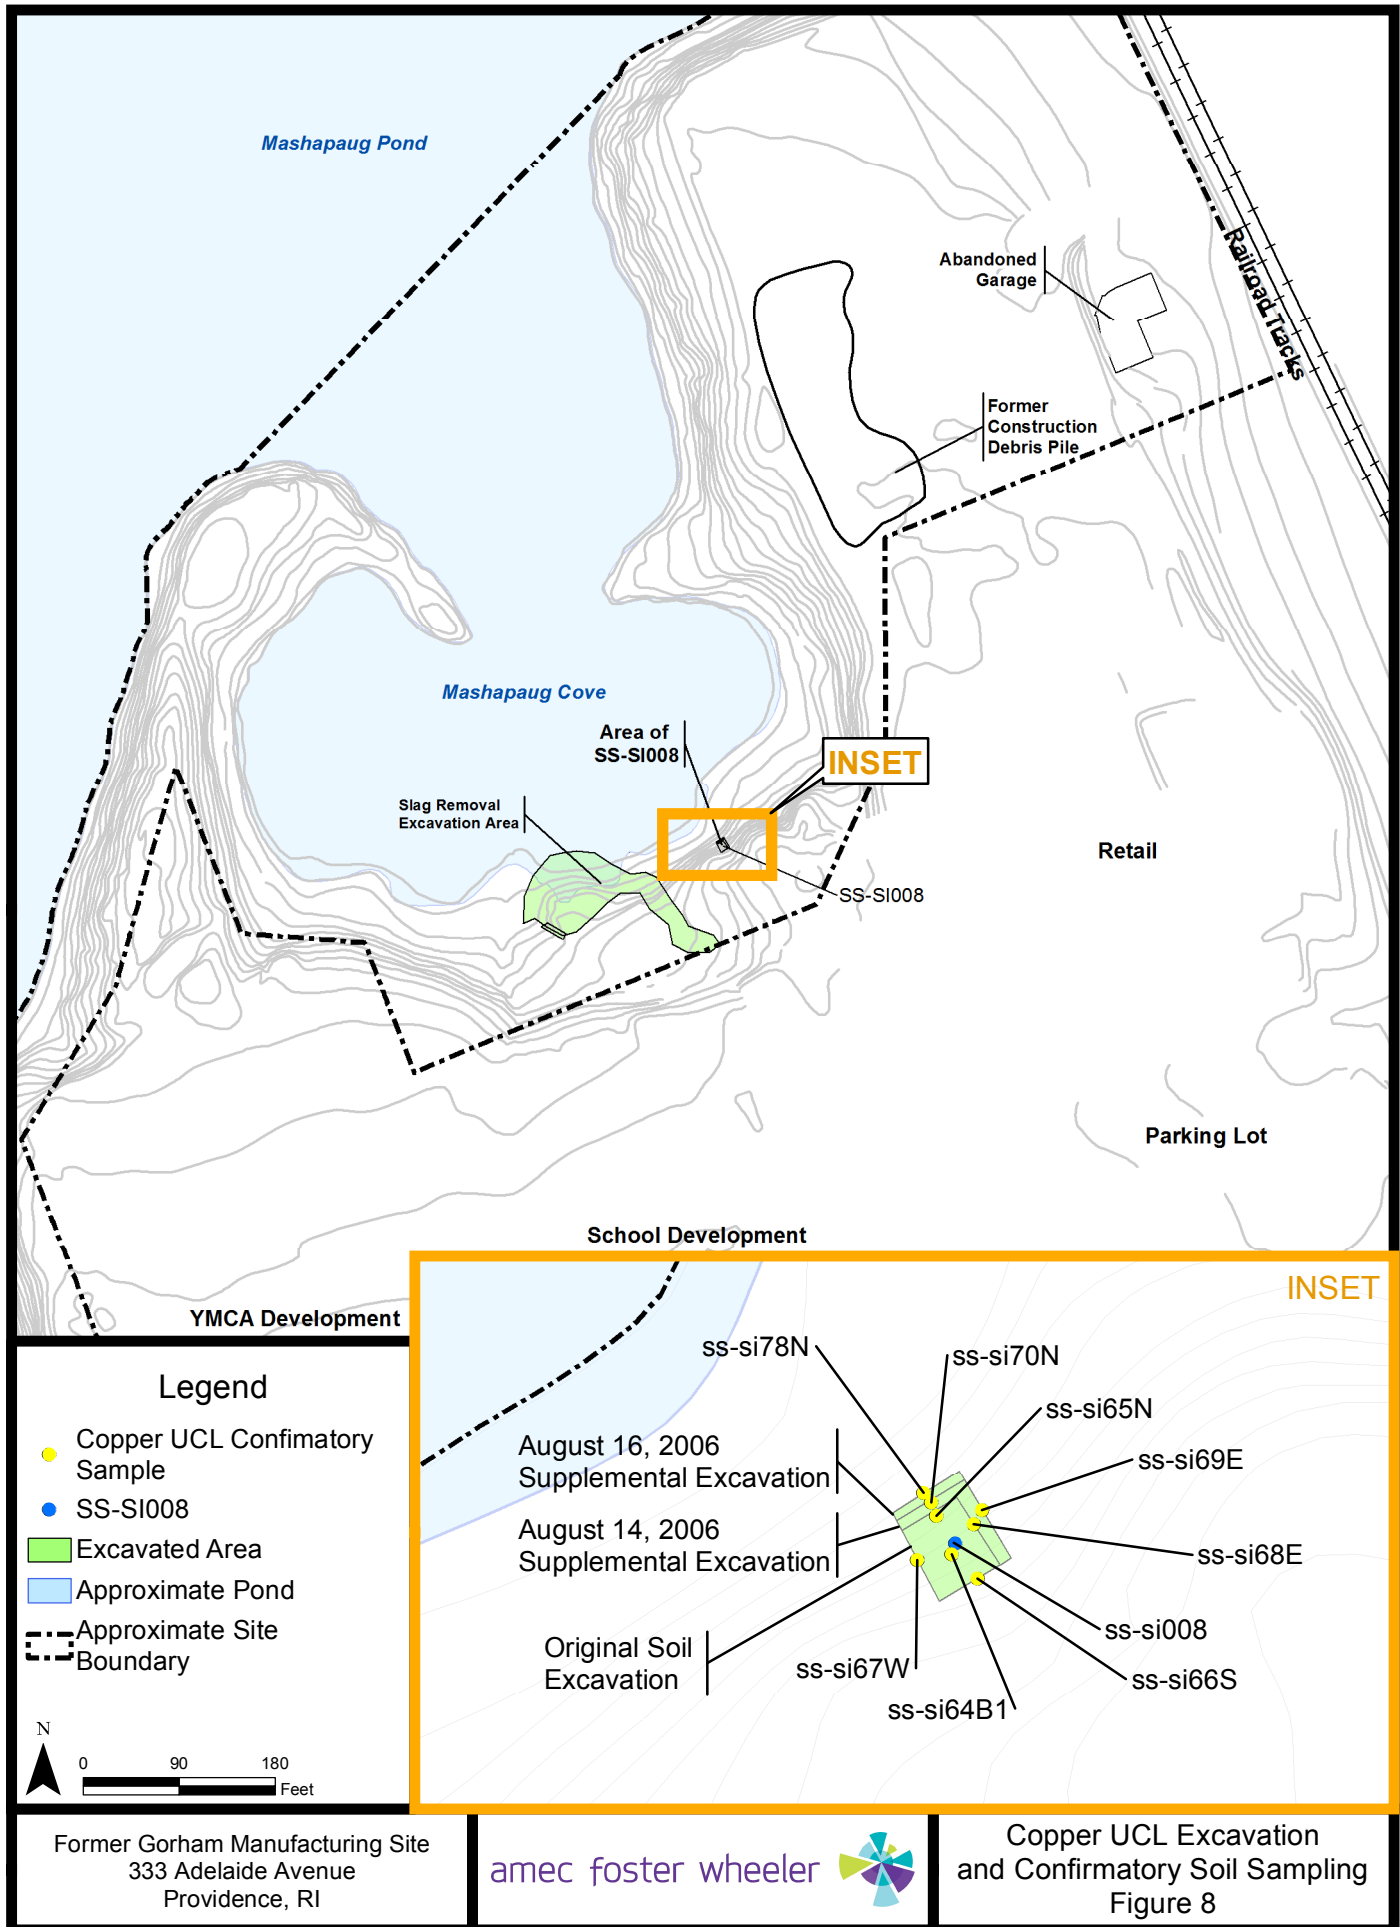 Mashapaug Pond
Railroad Tracks
Abandoned
Garage
Former
Construction
Debris Pile
Mashapaug Cove
Area of
SS-SI008
INSET
Slag Removal
Excavation Area
SS-SI008
Retail
Parking Lot
School Development
YMCA Development
INSET
ss-si78N
ss-si70N
ss-si65N
August 16, 2006
Supplemental Excavation
ss-si69E
August 14, 2006
Supplemental Excavation
ss-si68E
ss-si008
Original Soil
Excavation
ss-si67W
ss-si66S
ss-si64B1
Legend
Copper UCL Confimatory
Sample
SS-SI008
Excavated Area
Approximate Pond
Approximate Site
Boundary
N
0 90 180
Feet
Former Gorham Manufacturing Site
333 Adelaide Avenue
Providence, RI
amec foster wheeler
Copper UCL Excavation
and Confirmatory Soil Sampling
Figure 8